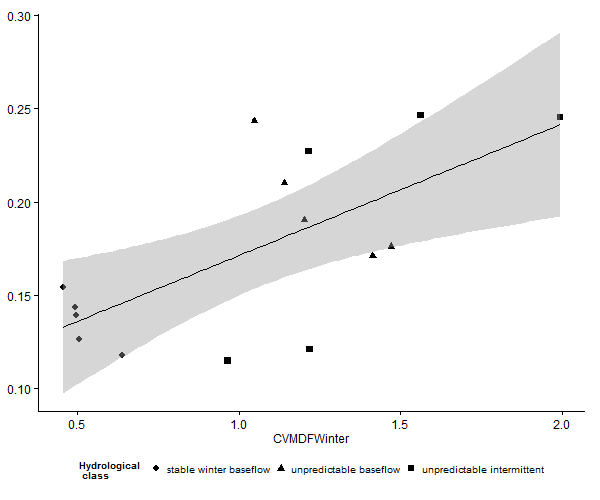 0.30
0.25
0.20
0.15
0.10
0.5 1.0 1.5 2.0
CVMDFWinter
Hydrological
class
stable winter baseflow unpredictable baseflow unpredictable intermittent